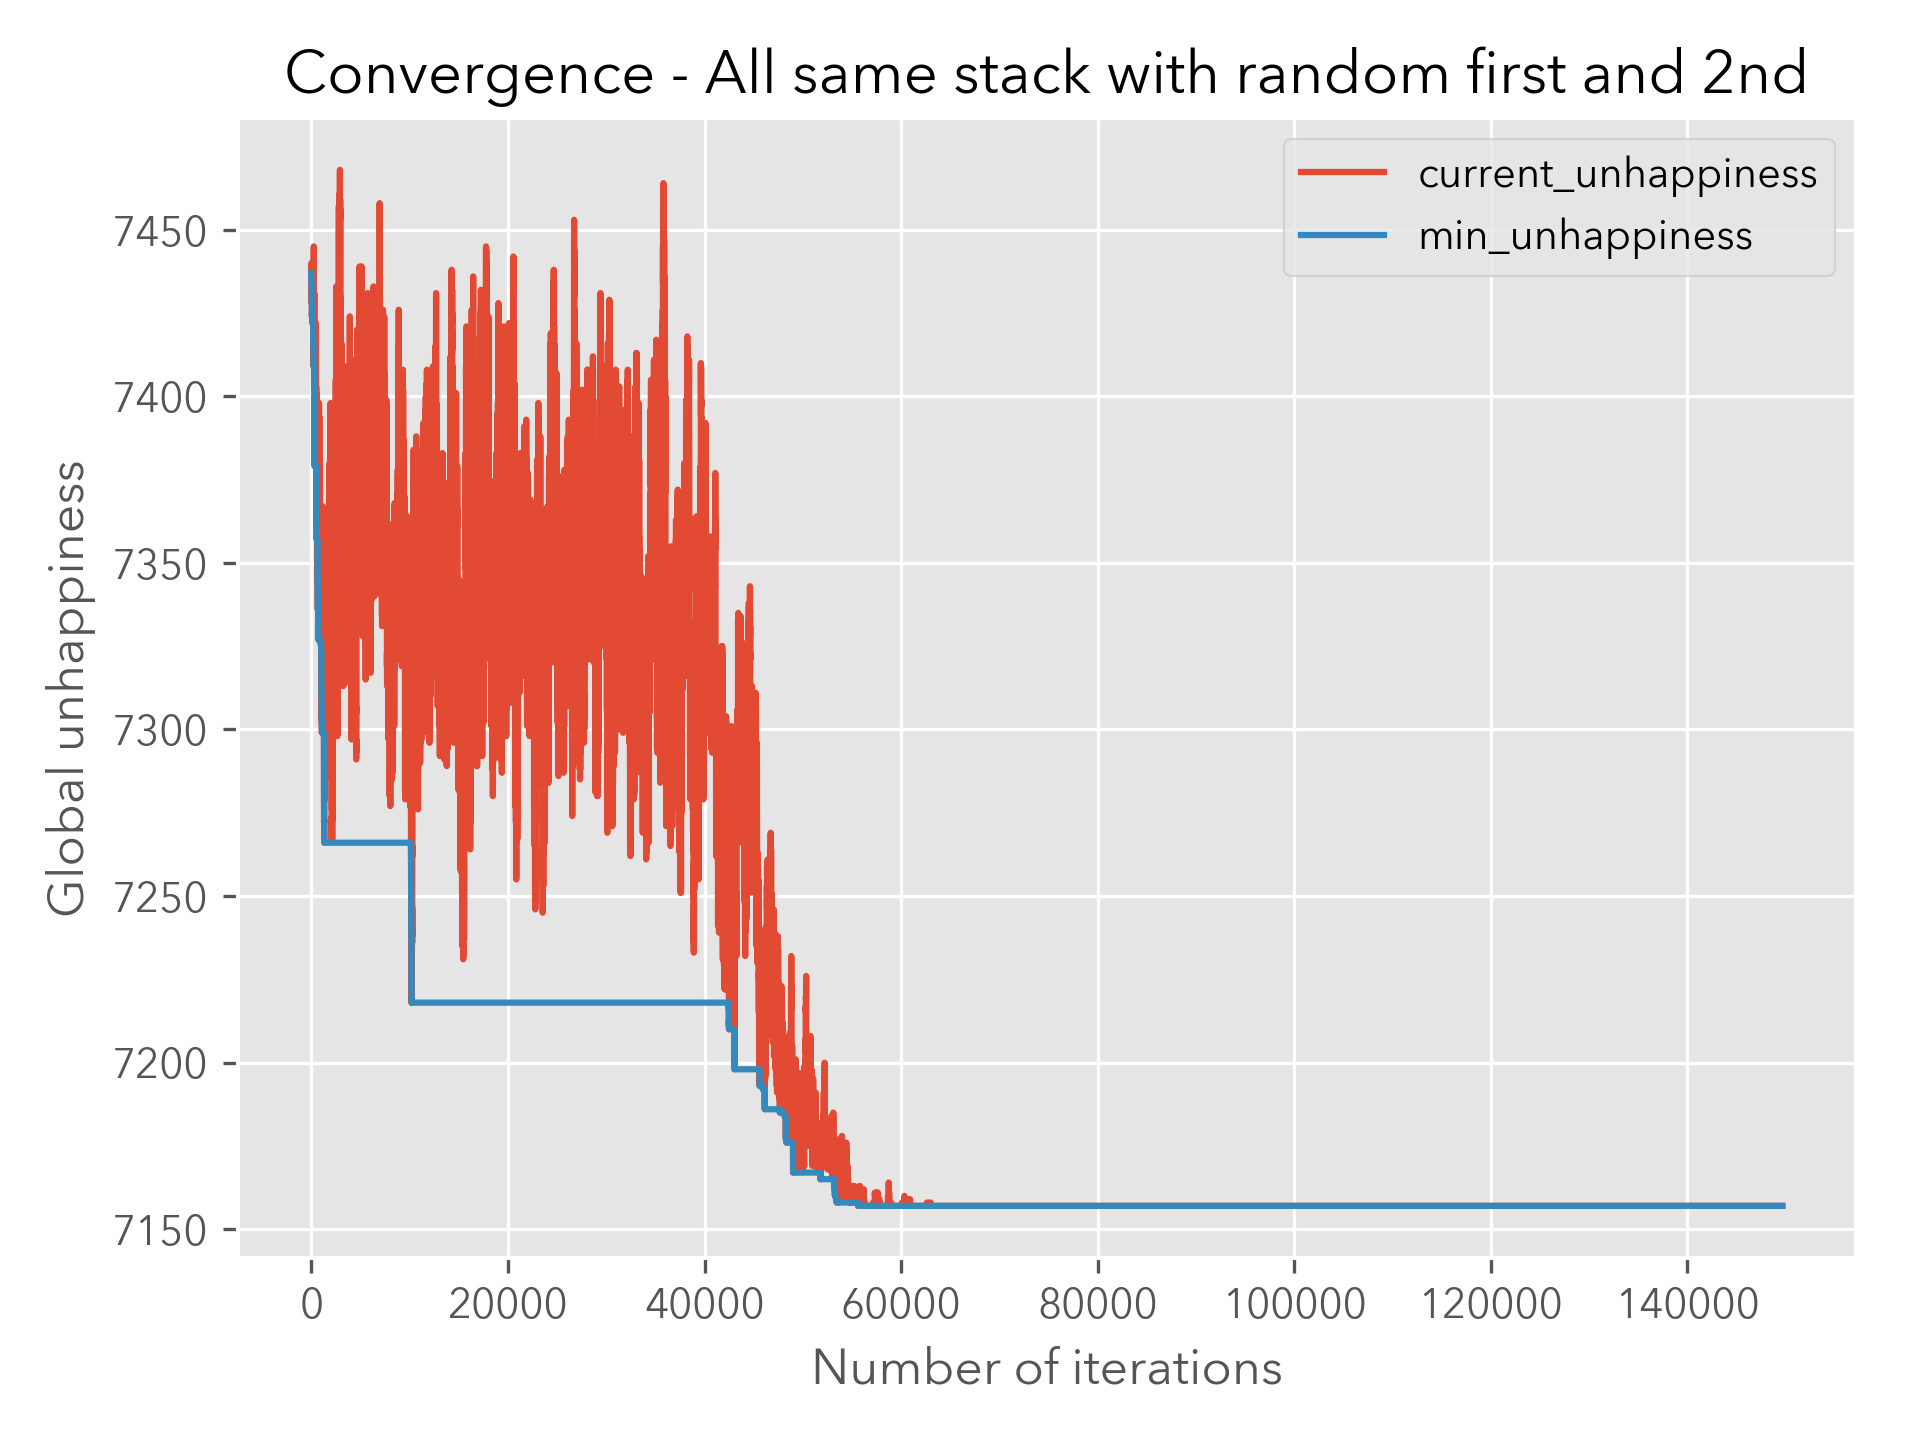 Convergence - All same stack with random first and 2nd
current_unhappiness
min_unhappiness
Global unhappiness
7450
7400
7350
7300
7250
7200
7150
0 20000 40000 60000 80000 100000 120000 140000
Number of iterations